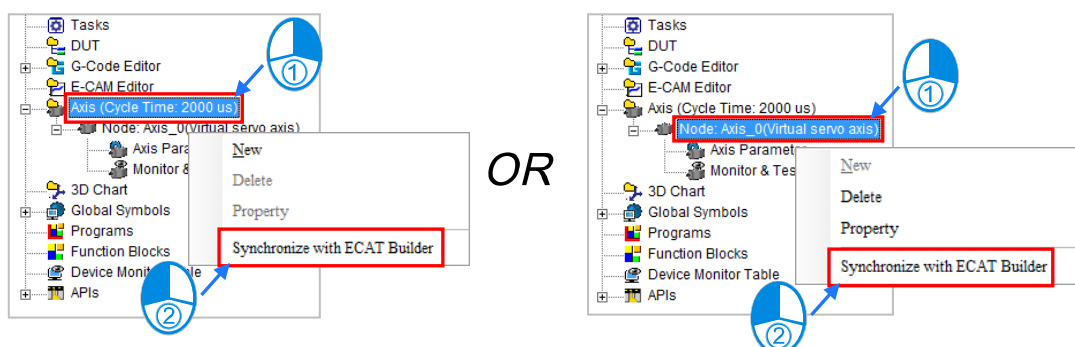 Tasks
DUT
G-Code Editor
E-CAM Editor
①
Axis (Cycle Time: 2000 us)
Node: Axis_0(Virtual servo axis)
Axis Para
Monitor &
New
Delete
Property
Synchronize with ECAT Builder
3D Chart
Global Symbols
Programs
Function Blocks
Device Monitor Table
APIs
②
OR
Tasks
DUT
G-Code Editor
E-CAM Editor
①
Axis (Cycle Time: 2000 us)
Node: Axis_0(Virtual servo axis)
Axis Parameter
Monitor & Tes
New
Delete
Property
Synchronize with ECAT Builder
3D Chart
Global Symbols
Programs
Function Blocks
Device Monitor Table
APIs
②